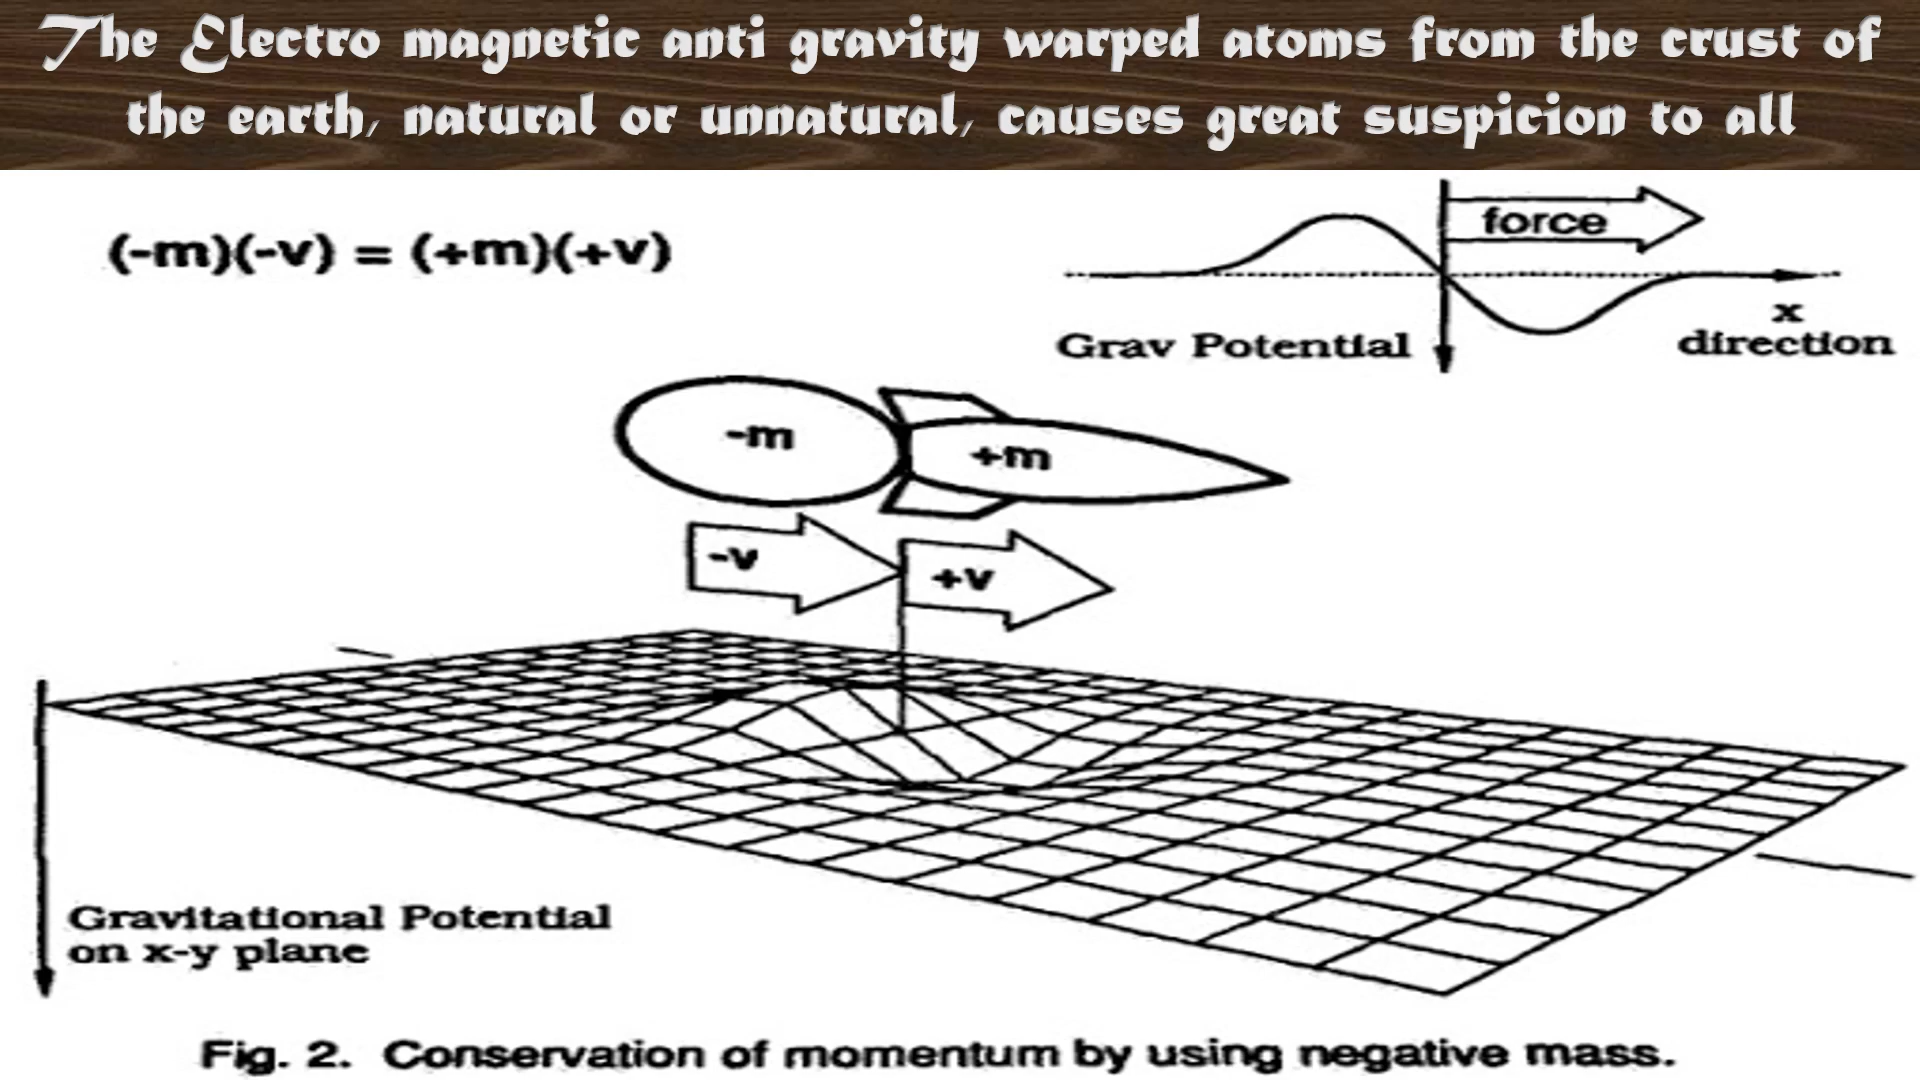 The Electro magnetic anti gravity warped atoms from the crust of
the earth, natural or unnatural, causes great suspicion to all
(-m)(-v) = (+m)(+v)
force
x
Grav Potential
direction
-m
+m
-v
+v
Gravitational Potential
on x-y plane
Fig. 2. Conservation of momentum by using negative mass.